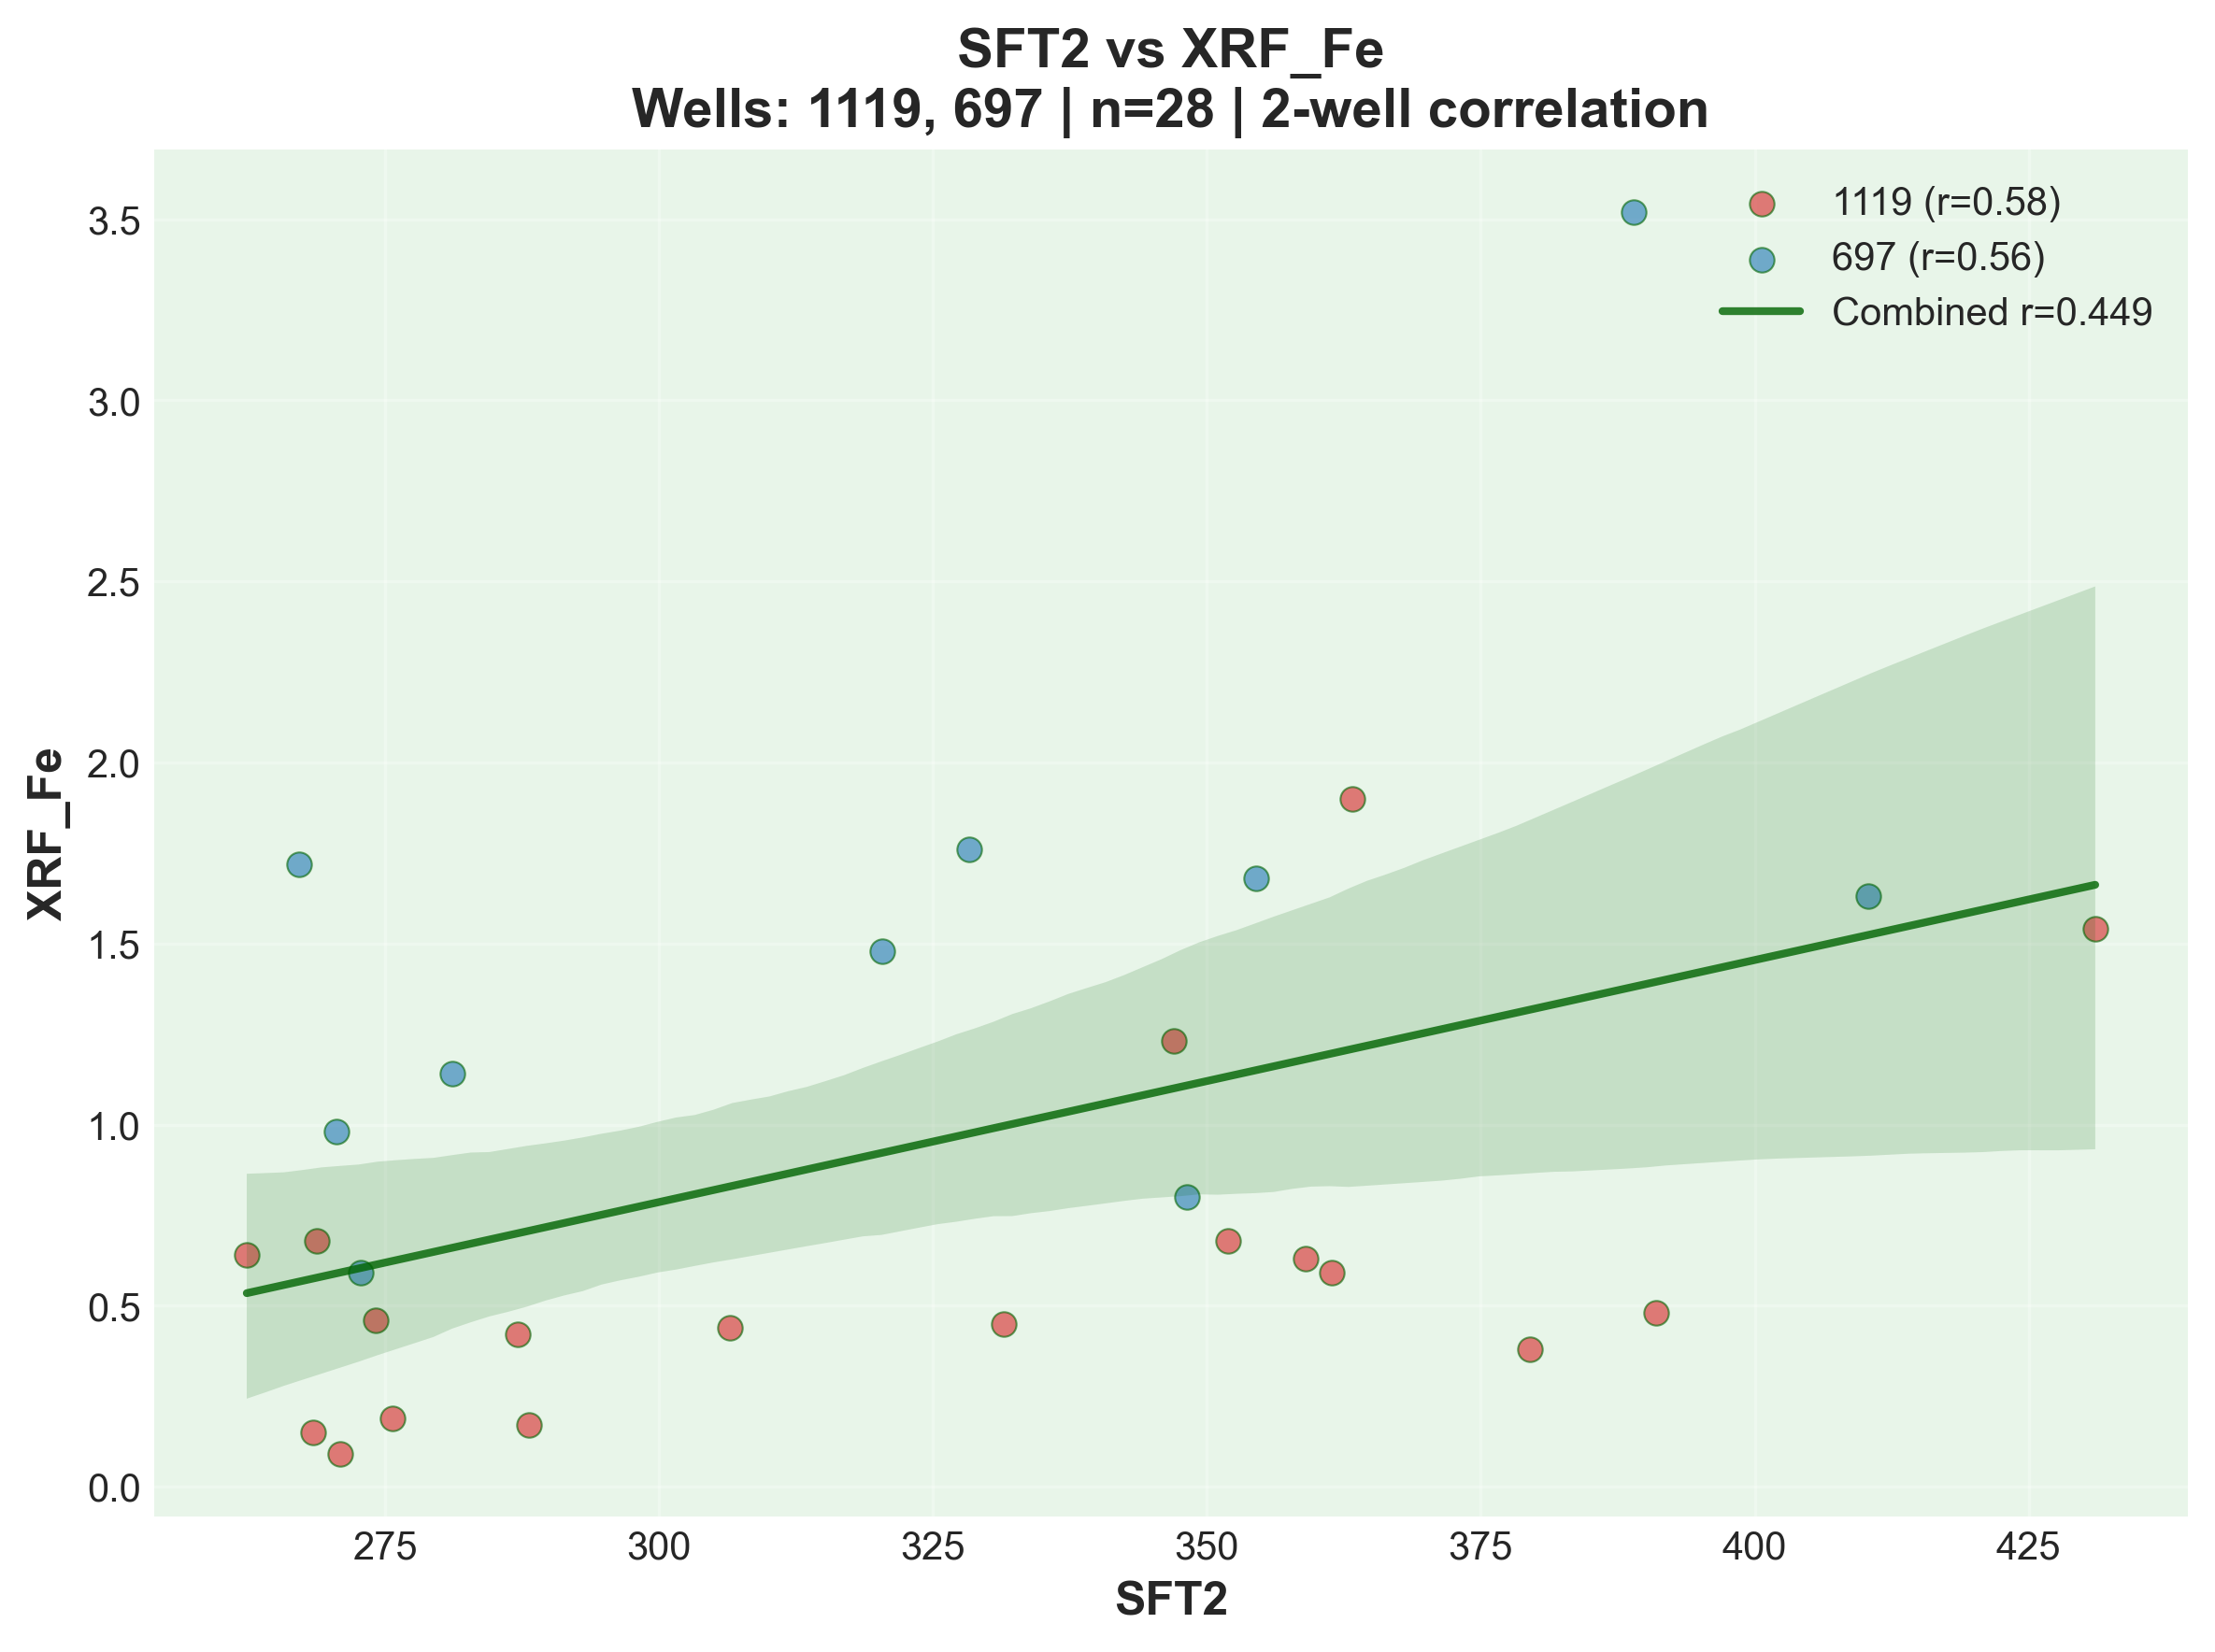 SFT2 vs XRF_Fe
Wells: 1119, 697 | n=28 | 2-well correlation
1119 (r=0.58)
697 (r=0.56)
Combined r=0.449
XRF_Fe
3.5
3.0
2.5
2.0
1.5
1.0
0.5
0.0
275
300
325
350
375
400
425
SFT2